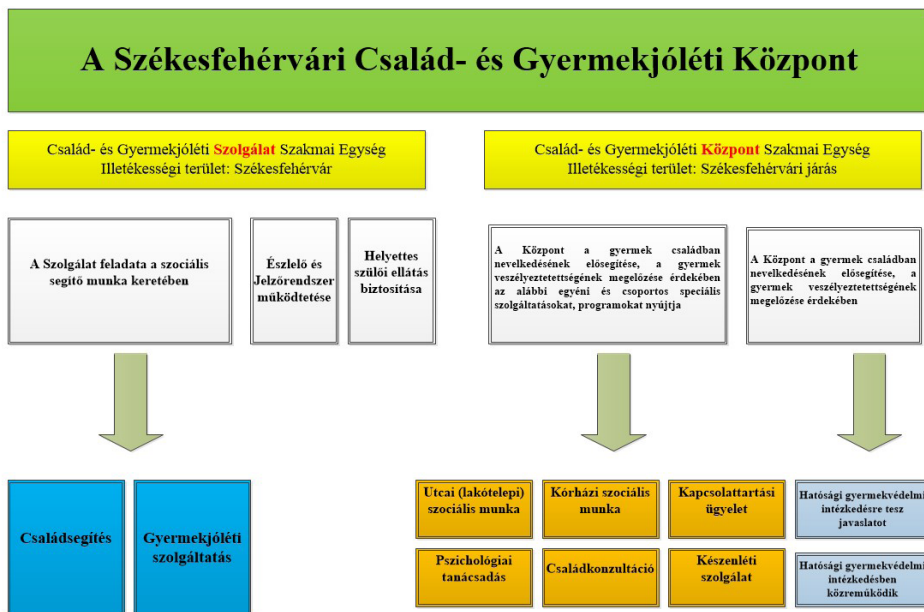 A Székesfehérvári Család- és Gyermekjóléti Központ
Család- és Gyermekjóléti Szolgálat Szakmai Egység
Illetékességi terület: Székesfehérvár
Család- és Gyermekjóléti Központ Szakmai Egység
Illetékességi terület: Székesfehérvári járás
A Szolgálat feladata a szociális
segítő munka keretében
Észlelő és
Jelzőrendszer
működtetése
Helyettes
szülői ellátás
biztosítása
A Központ a gyermek családban
nevelkedésének elősegítése, a gyermek
veszélyeztetettségének megelőzése érdekében
az alábbi egyéni és csoportos speciális
szolgáltatásokat, programokat nyújtja
A Központ a gyermek családban
nevelkedésének elősegítése, a
gyermek veszélyeztetettségének
megelőzése érdekében
Családsegítés
Gyermekjóléti
szolgáltatás
Utcai (lakótelepi)
szociális munka
Kórházi szociális
munka
Kapcsolattartási
ügyelet
Hatósági gyermekvédelmi
intézkedésre tesz
javaslatot
Pszichológiai
tanácsadás
Családkonzultáció
Készenléti
szolgálat
Hatósági gyermekvédelmi
intézkedésben
közreműködik